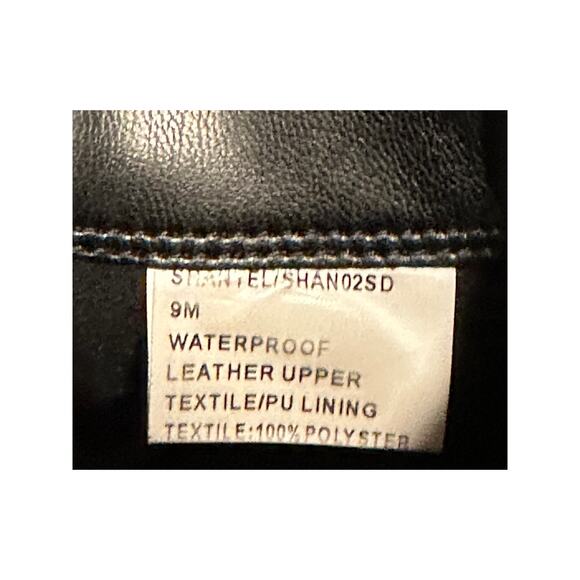 SHANTEL/SHAN02SD
9M
WATERPROOF
LEATHER UPPER
TEXTILE/PU LINING
TEXTILE:100% POLYSTER